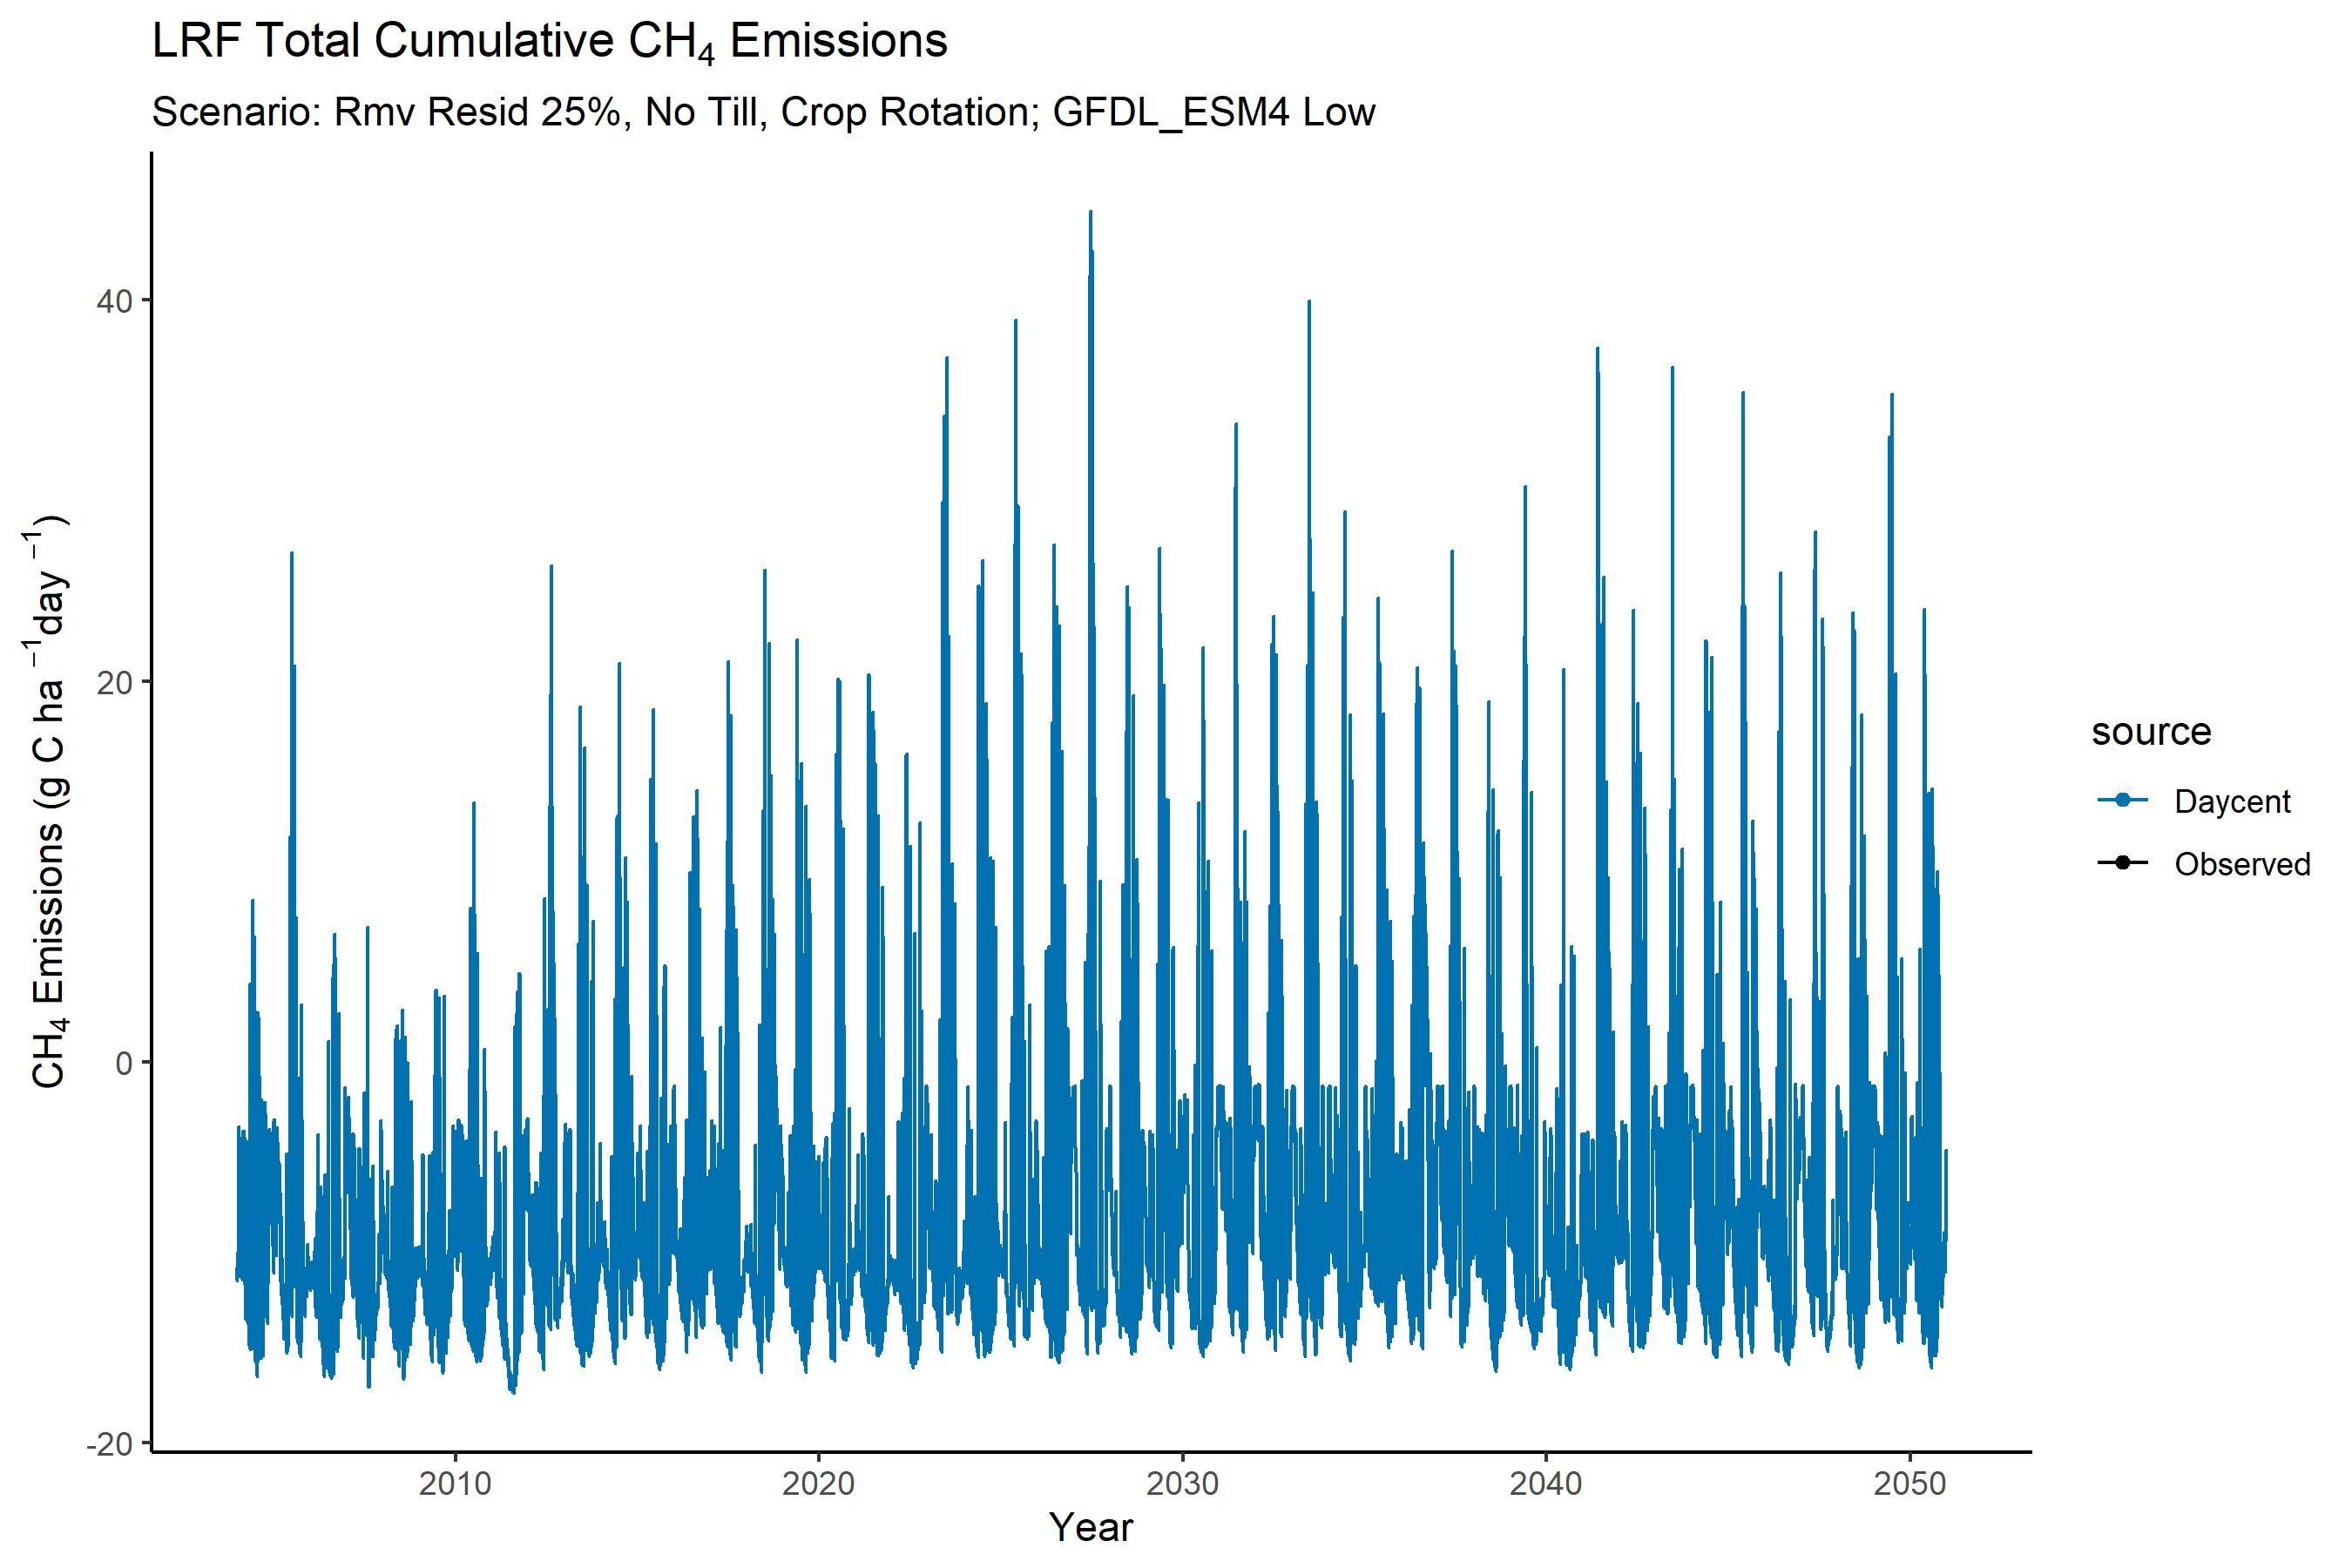 LRF Total Cumulative CH₄ Emissions
Scenario: Rmv Resid 25%, No Till, Crop Rotation; GFDL_ESM4 Low
CH₄ Emissions (g C ha ⁻¹day ⁻¹)
40
20
0
-20
2010 2020 2030 2040 2050
Year
source
Daycent
Observed